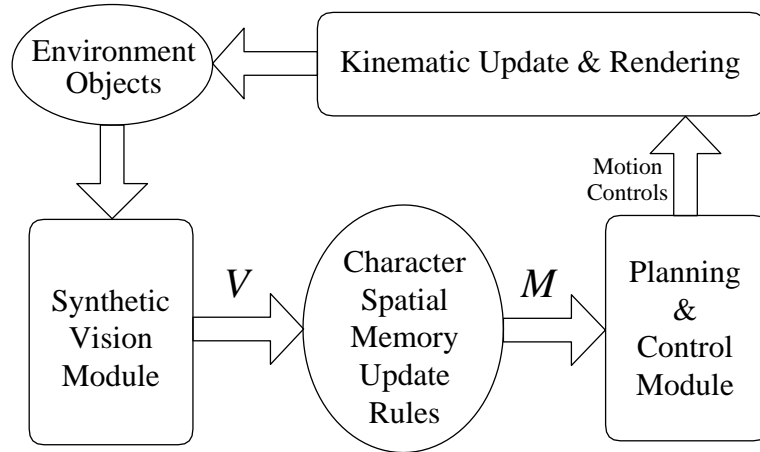 Environment
Objects
Kinematic Update & Rendering
Motion
Controls
Synthetic
Vision
Module
V
Character
Spatial
Memory
Update
Rules
M
Planning
&
Control
Module